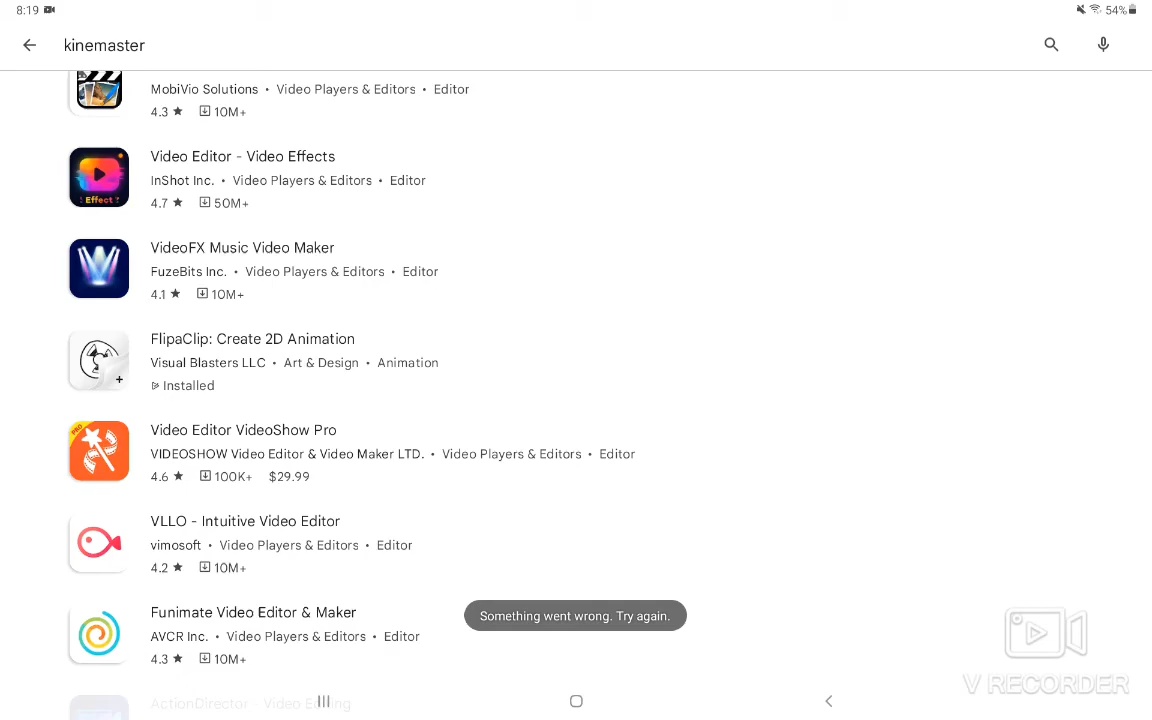 8:19 54%
kinemaster
MobiVio Solutions • Video Players & Editors • Editor
4.3 ★ 10M+
Video Editor - Video Effects
InShot Inc. • Video Players & Editors • Editor
4.7 ★ 50M+
Effect
VideoFX Music Video Maker
FuzeBits Inc. • Video Players & Editors • Editor
4.1 ★ 10M+
FlipaClip: Create 2D Animation
Visual Blasters LLC • Art & Design • Animation
Installed
PRO
Video Editor VideoShow Pro
VIDEOSHOW Video Editor & Video Maker LTD. • Video Players & Editors • Editor
4.6 ★ 100K+ $29.99
VLLO - Intuitive Video Editor
vimosoft • Video Players & Editors • Editor
4.2 ★ 10M+
Funimate Video Editor & Maker
Something went wrong. Try again.
AVCR Inc. • Video Players & Editors • Editor
4.3 ★ 10M+
V RECORDER
ActionDirector - Video Editing